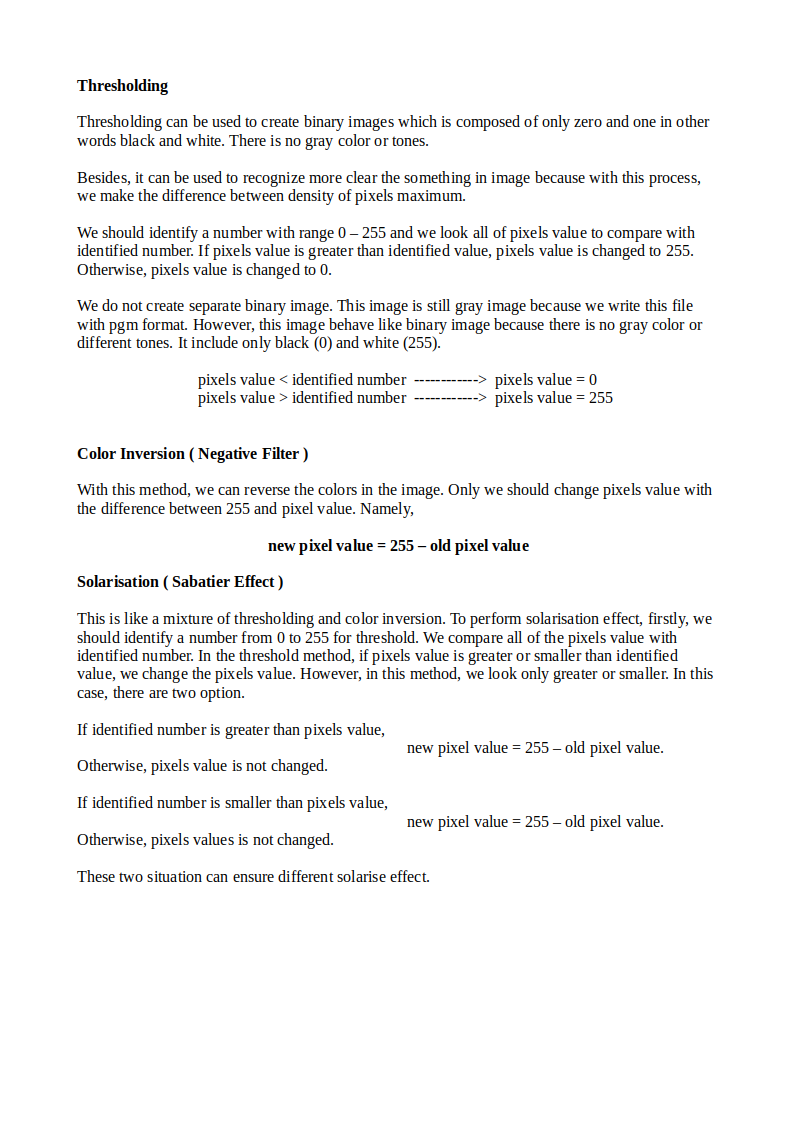 Thresholding
Thresholding can be used to create binary images which is composed of only zero and one in other
words black and white. There is no gray color or tones.
Besides, it can be used to recognize more clear the something in image because with this process,
we make the difference between density of pixels maximum.
We should identify a number with range 0 – 255 and we look all of pixels value to compare with
identified number. If pixels value is greater than identified value, pixels value is changed to 255.
Otherwise, pixels value is changed to 0.
We do not create separate binary image. This image is still gray image because we write this file
with pgm format. However, this image behave like binary image because there is no gray color or
different tones. It include only black (0) and white (255).
pixels value < identified number ------------> pixels value = 0
pixels value > identified number ------------> pixels value = 255
Color Inversion ( Negative Filter )
With this method, we can reverse the colors in the image. Only we should change pixels value with
the difference between 255 and pixel value. Namely,
new pixel value = 255 – old pixel value
Solarisation ( Sabatier Effect )
This is like a mixture of thresholding and color inversion. To perform solarisation effect, firstly, we
should identify a number from 0 to 255 for threshold. We compare all of the pixels value with
identified number. In the threshold method, if pixels value is greater or smaller than identified
value, we change the pixels value. However, in this method, we look only greater or smaller. In this
case, there are two option.
If identified number is greater than pixels value,
new pixel value = 255 – old pixel value.
Otherwise, pixels value is not changed.
If identified number is smaller than pixels value,
new pixel value = 255 – old pixel value.
Otherwise, pixels values is not changed.
These two situation can ensure different solarise effect.